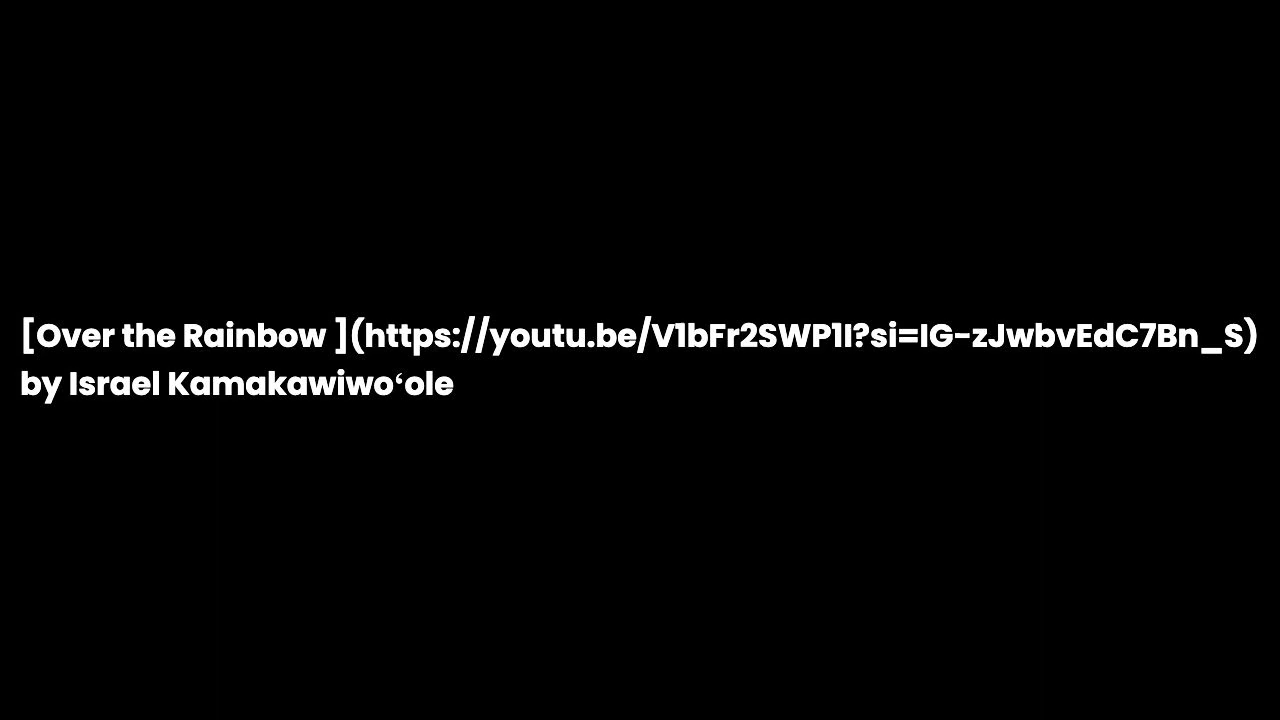 [Over the Rainbow ](https://youtu.be/V1bFr2SWP1I?si=IG-zJwbvEdC7Bn_S)
by Israel Kamakawiwoʻole